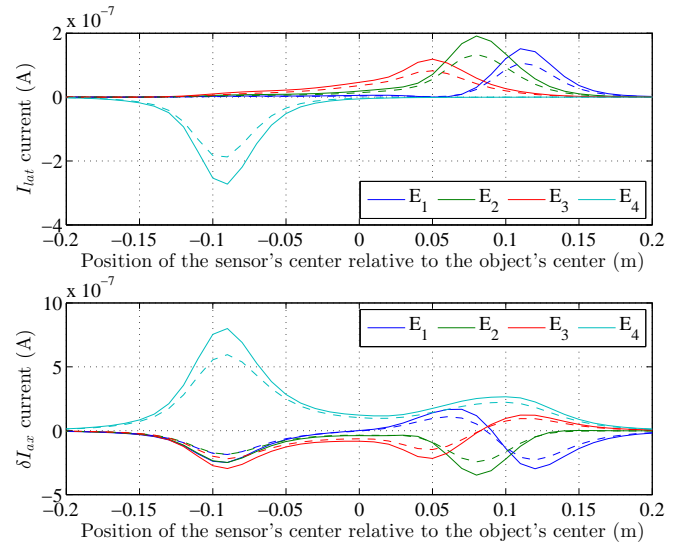 x 10⁻⁷
2
0
−2
−4
I_lat current (A)
E₁ E₂ E₃ E₄
−0.2 −0.15 −0.1 −0.05 0 0.05 0.1 0.15 0.2
Position of the sensor's center relative to the object's center (m)
x 10⁻⁷
10
5
0
−5
δI_ax current (A)
E₁ E₂ E₃ E₄
−0.2 −0.15 −0.1 −0.05 0 0.05 0.1 0.15 0.2
Position of the sensor's center relative to the object's center (m)